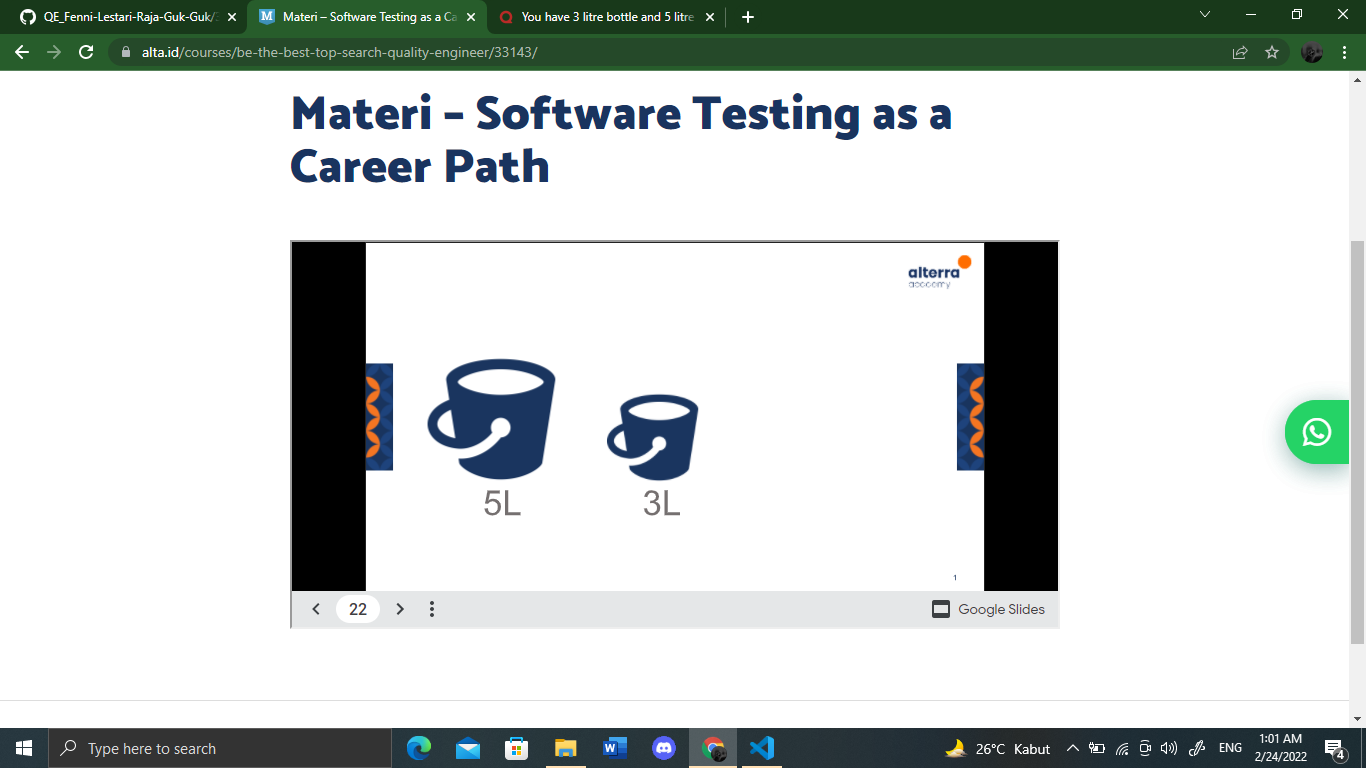 QE_Fenni-Lestari-Raja-Guk-Guk/
Materi – Software Testing as a Ca
You have 3 litre bottle and 5 litre
alta.id/courses/be-the-best-top-search-quality-engineer/33143/
Materi – Software Testing as a
Career Path
alterra
academy
5L
3L
1
22
Google Slides
Type here to search
26°C Kabut
ENG
1:01 AM
2/24/2022
4